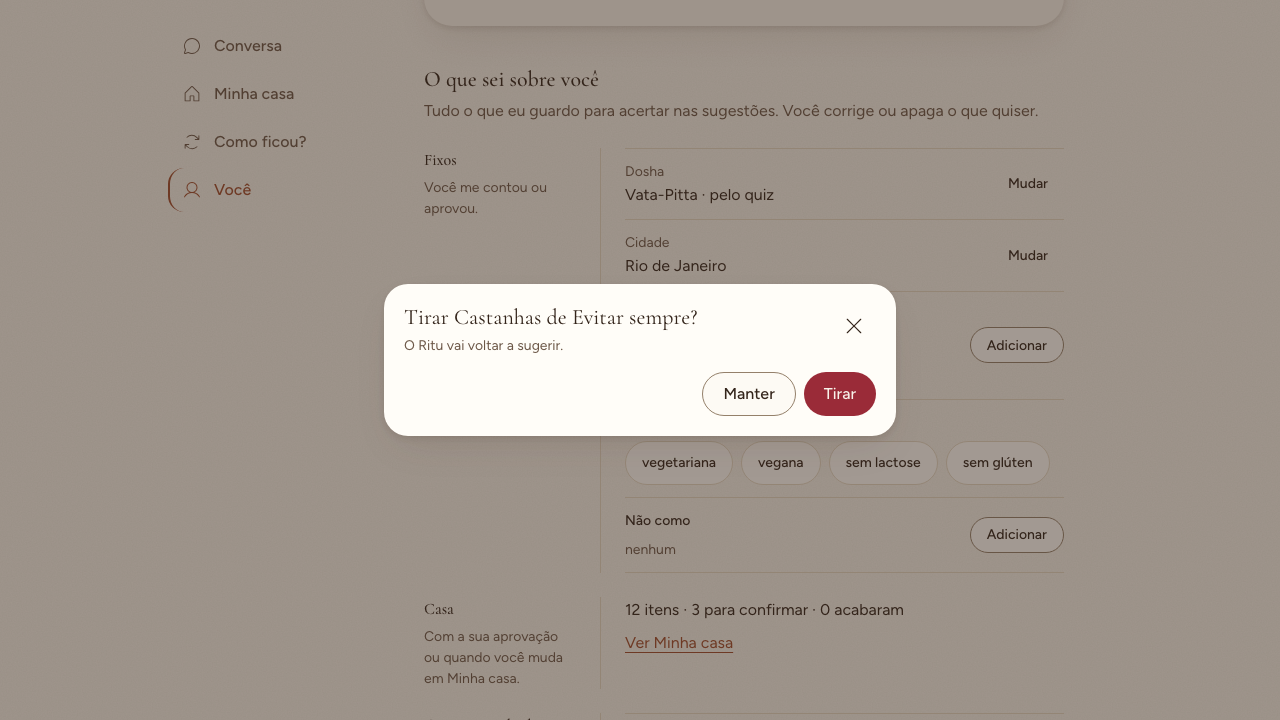 Conversa
Minha casa
Como ficou?
Você
O que sei sobre você
Tudo o que eu guardo para acertar nas sugestões. Você corrige ou apaga o que quiser.
Fixos
Você me contou ou
aprovou.
Dosha
Vata-Pitta · pelo quiz
Mudar
Cidade
Rio de Janeiro
Mudar
Tirar Castanhas de Evitar sempre?
O Ritu vai voltar a sugerir.
Manter
Tirar
Adicionar
vegetariana
vegana
sem lactose
sem glúten
Não como
nenhum
Adicionar
Casa
Com a sua aprovação
ou quando você muda
em Minha casa.
12 itens · 3 para confirmar · 0 acabaram
Ver Minha casa